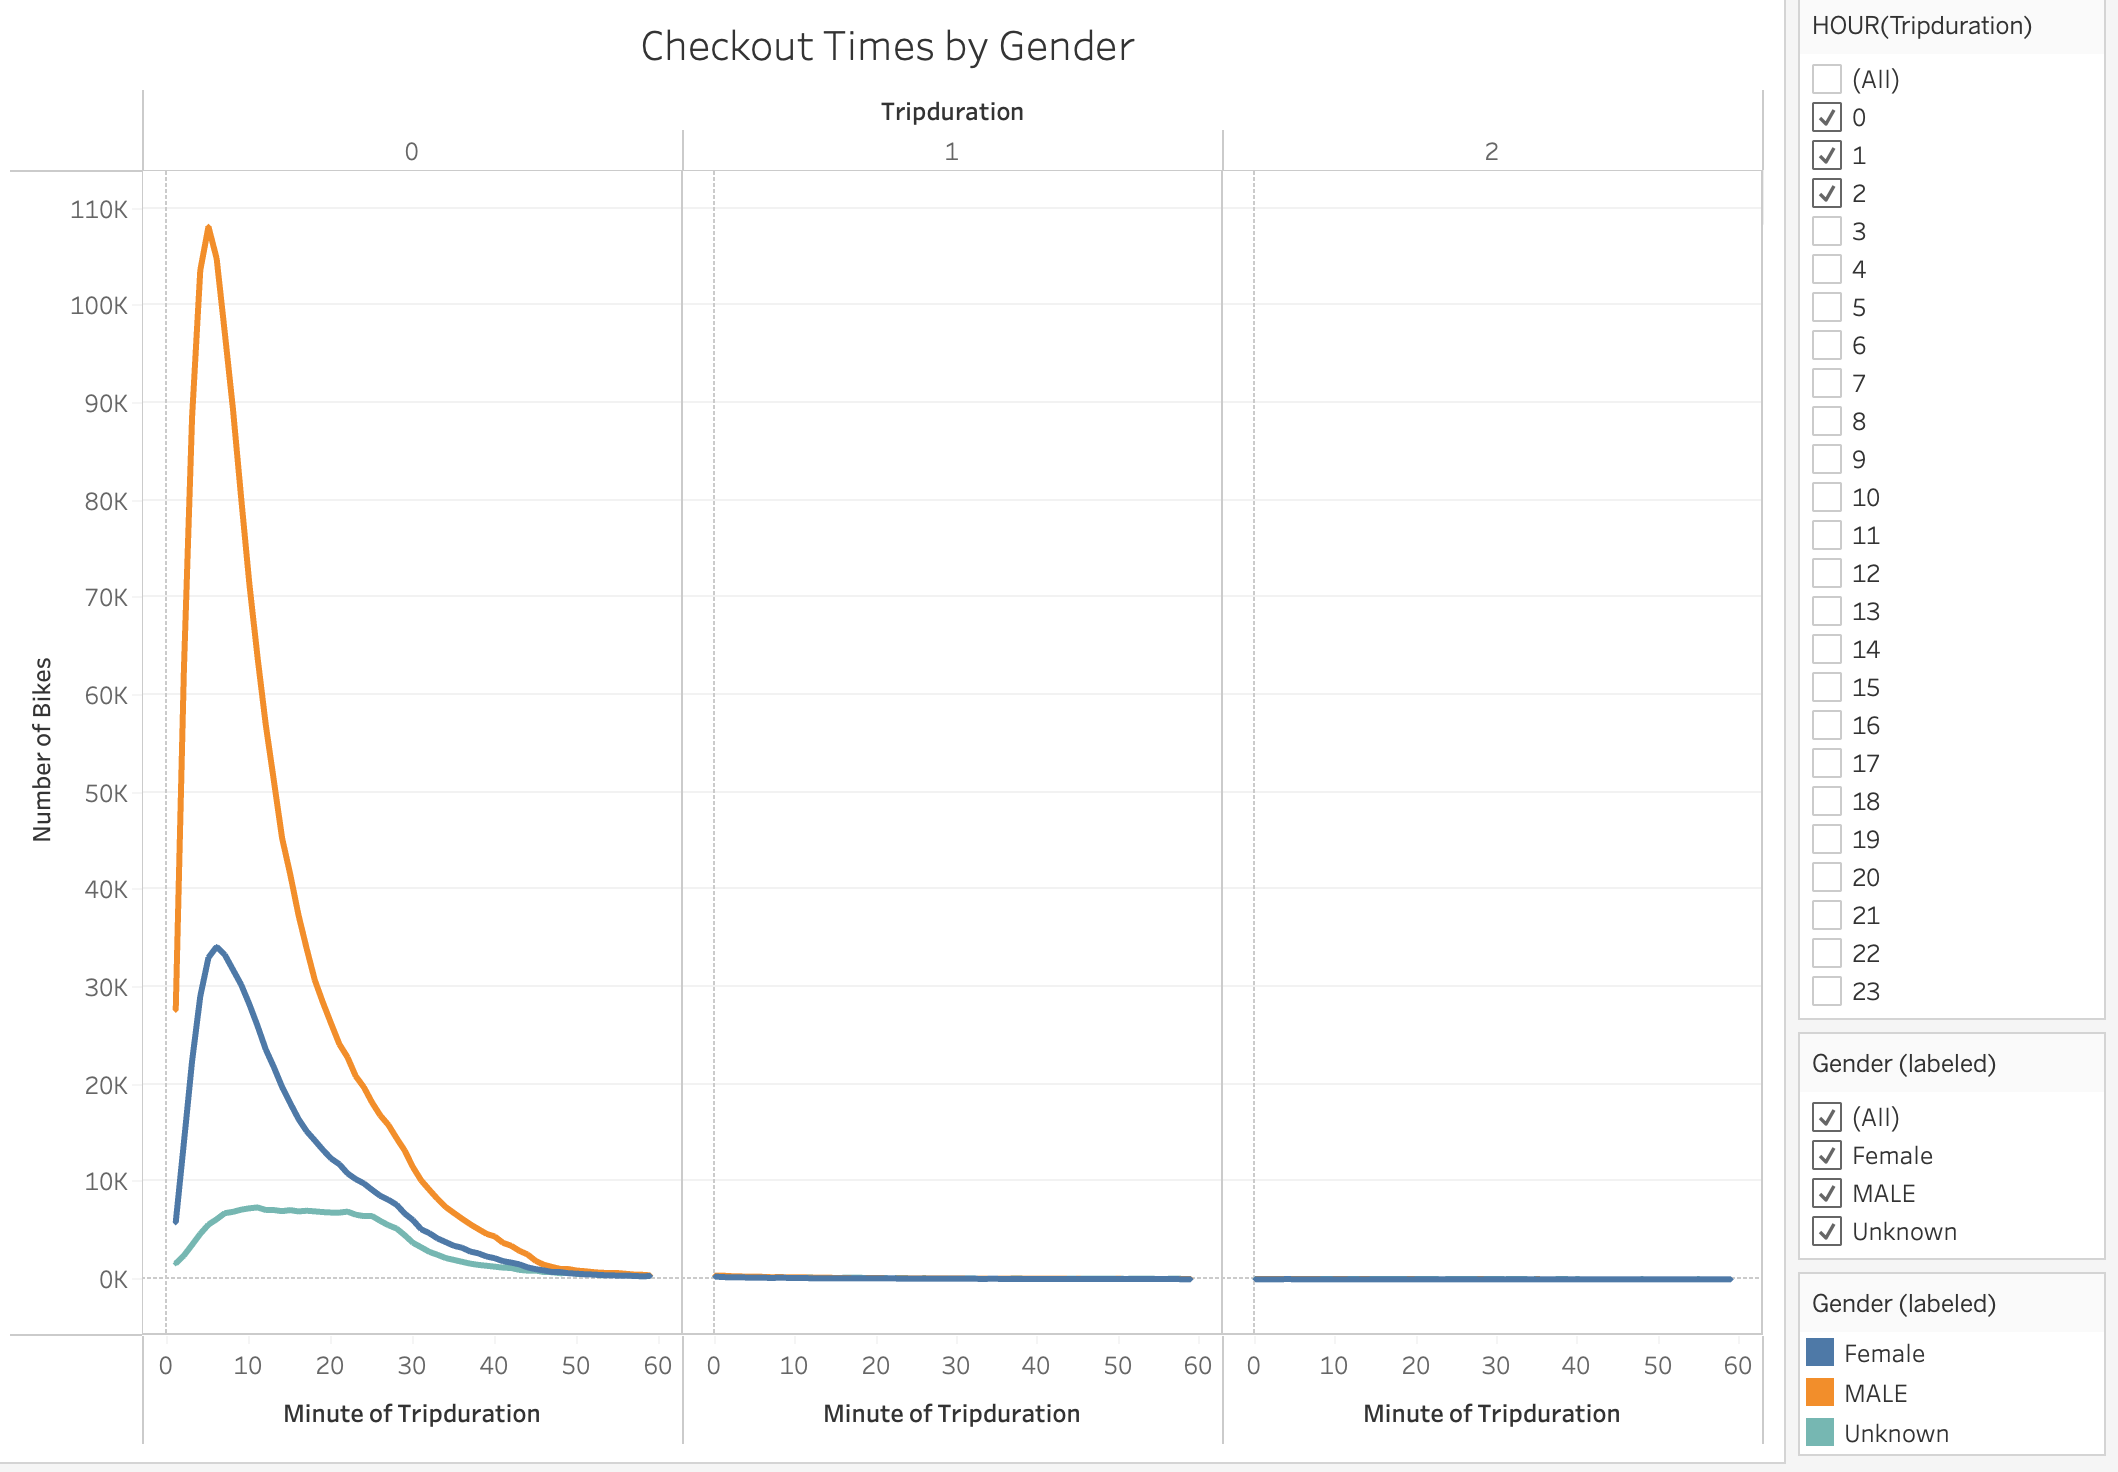 Checkout Times by Gender
Tripduration
0 1 2
110K
100K
90K
80K
70K
60K
50K
40K
30K
20K
10K
0K
Number of Bikes
0 10 20 30 40 50 60 0 10 20 30 40 50 60 0 10 20 30 40 50 60
Minute of Tripduration Minute of Tripduration Minute of Tripduration
HOUR(Tripduration)
(All)
0
1
2
3
4
5
6
7
8
9
10
11
12
13
14
15
16
17
18
19
20
21
22
23
Gender (labeled)
(All)
Female
MALE
Unknown
Gender (labeled)
Female
MALE
Unknown